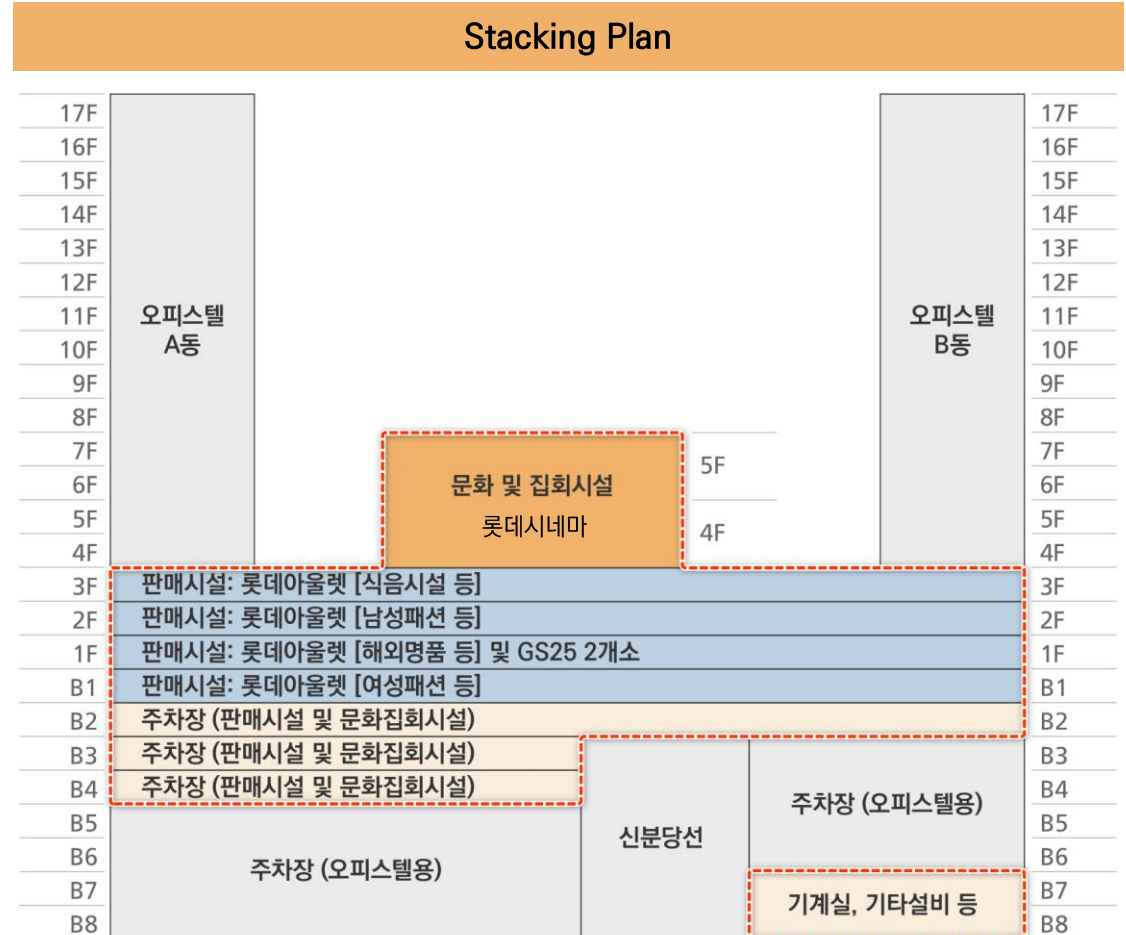 Stacking Plan
17F 17F
16F 16F
15F 15F
14F 14F
13F 13F
12F 12F
11F 오피스텔 오피스텔 11F
10F A동 B동 10F
9F 9F
8F 8F
7F 7F
5F
6F 문화 및 집회시설 6F
5F 롯데시네마 5F
4F
4F 4F
3F 판매시설: 롯데아울렛 [식음시설 등] 3F
2F 판매시설: 롯데아울렛 [남성패션 등] 2F
1F 판매시설: 롯데아울렛 [해외명품 등] 및 GS25 2개소 1F
B1 판매시설: 롯데아울렛 [여성패션 등] B1
B2 주차장 (판매시설 및 문화집회시설) B2
B3 주차장 (판매시설 및 문화집회시설) B3
B4 주차장 (판매시설 및 문화집회시설) B4
주차장 (오피스텔용)
B5 신분당선 B5
B6 B6
주차장 (오피스텔용)
B7 기계실, 기타설비 등 B7
B8 B8